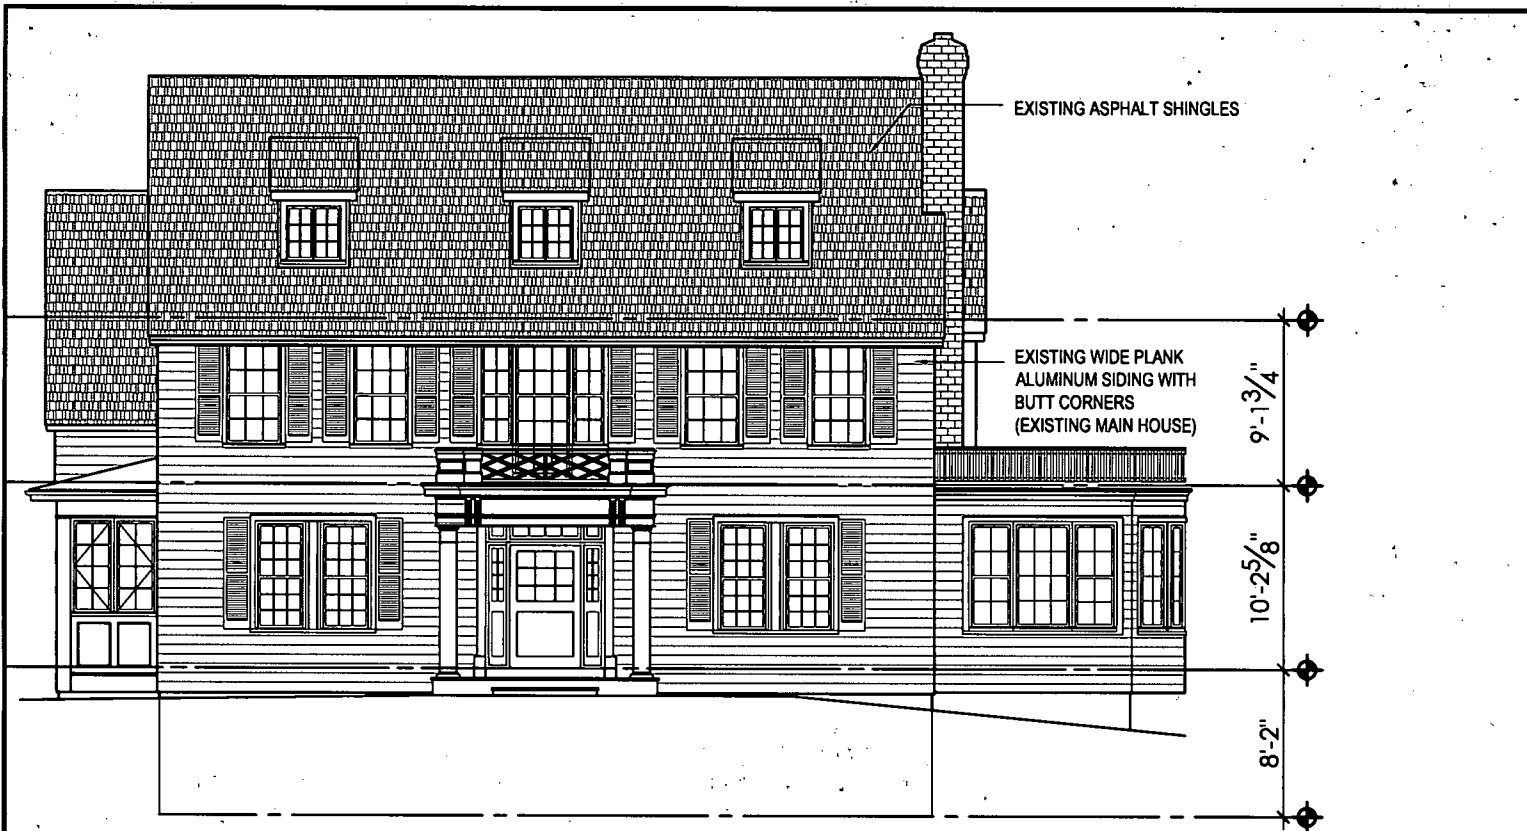 EXISTING ASPHALT SHINGLES
EXISTING WIDE PLANK
ALUMINUM SIDING WITH
BUTT CORNERS
(EXISTING MAIN HOUSE)
9'-1 3/4"
10'-2 5/8"
8'-2"